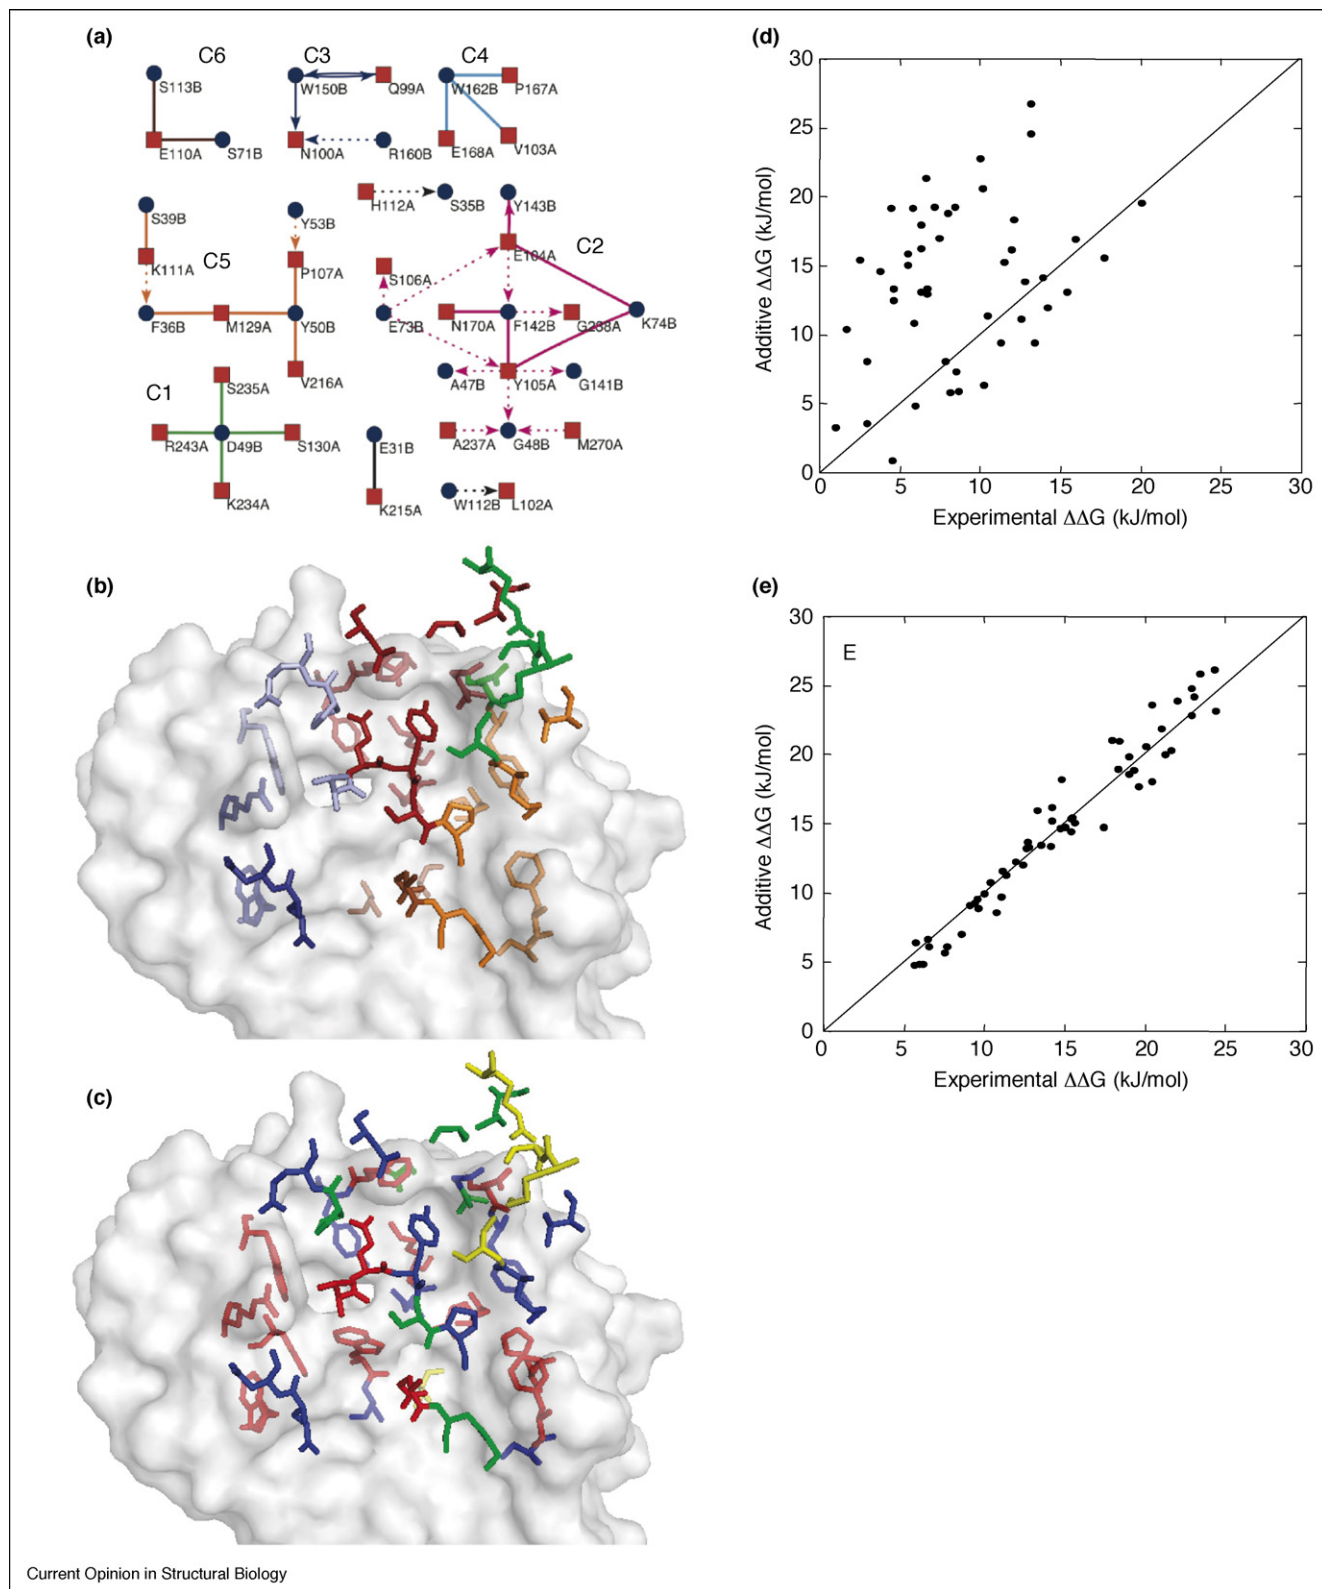 (a)
C6
C3
C4
S113B
W150B
Q99A
W162B
P167A
E110A
S71B
N100A
R160B
E168A
V103A
H112A
S35B
Y143B
S39B
Y53B
C2
E104A
K111A
C5
P107A
S106A
F36B
M129A
Y50B
E73B
N170A
F142B
G238A
K74B
V216A
A47B
Y105A
G141B
C1
S235A
R243A
D49B
S130A
E31B
A237A
G48B
M270A
K234A
K215A
W112B
L102A
(b)
(c)
(d)
30
25
20
15
10
5
0
Additive ΔΔG (kJ/mol)
0 5 10 15 20 25 30
Experimental ΔΔG (kJ/mol)
(e)
E
30
25
20
15
10
5
0
Additive ΔΔG (kJ/mol)
0 5 10 15 20 25 30
Experimental ΔΔG (kJ/mol)
Current Opinion in Structural Biology